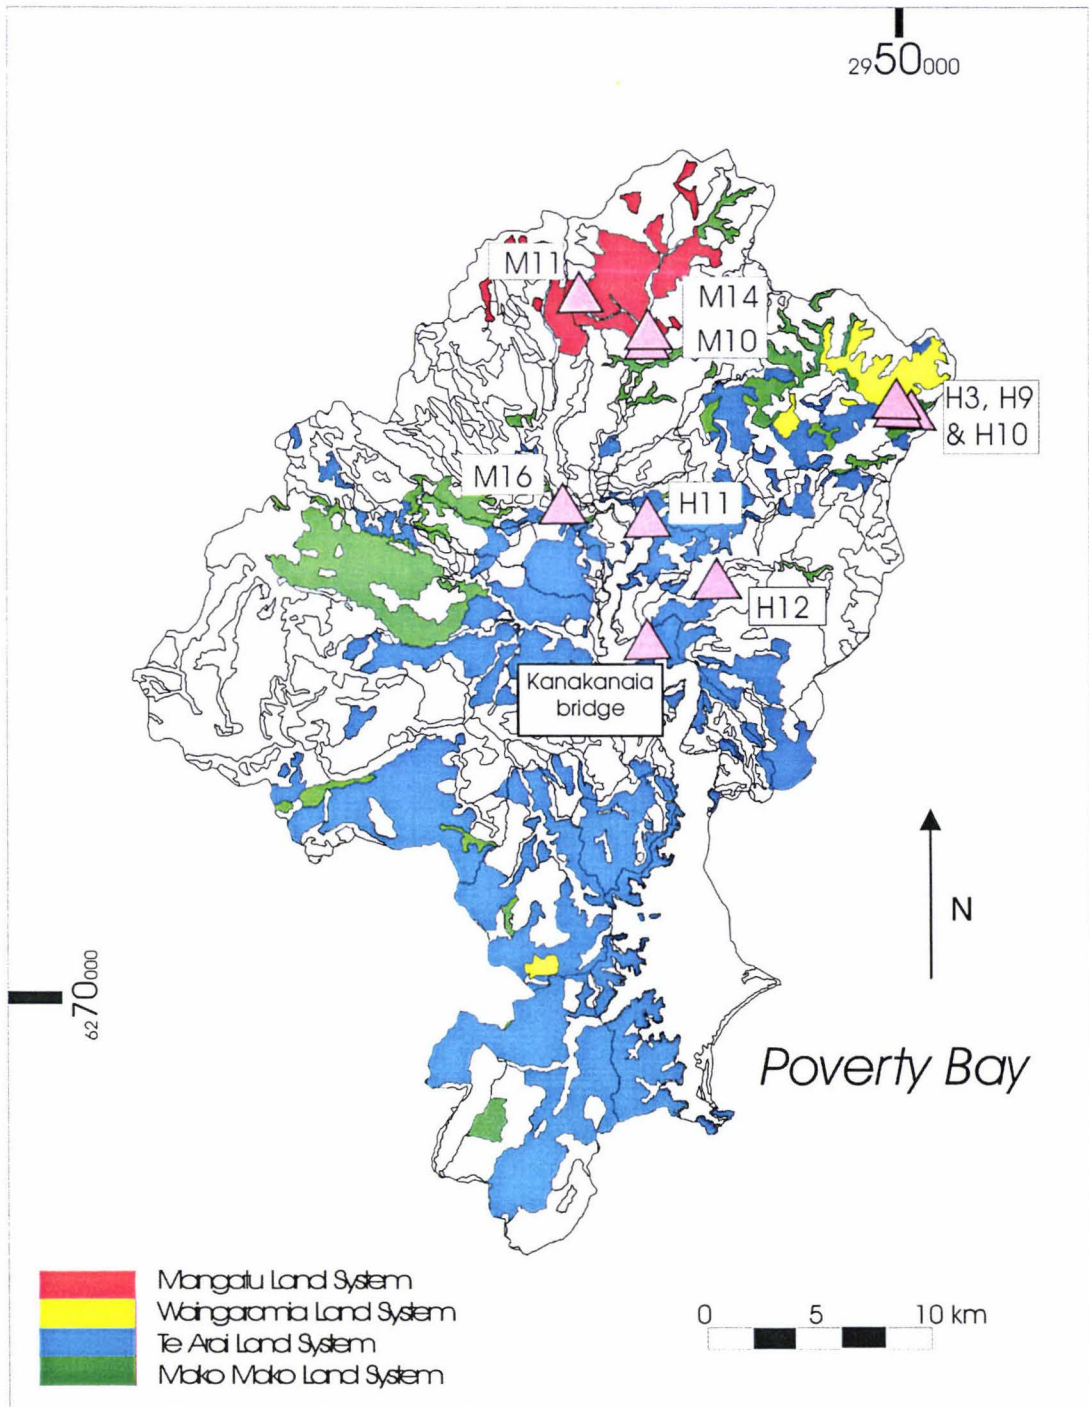 2950000
M11
M14
M10
H3, H9
& H10
M16
H11
H12
Kanakanaia
bridge
N
6270000
Poverty Bay
Mangatu Land System
Waingaromia Land System
Te Arai Land System
Mako Mako Land System
0 5 10 km